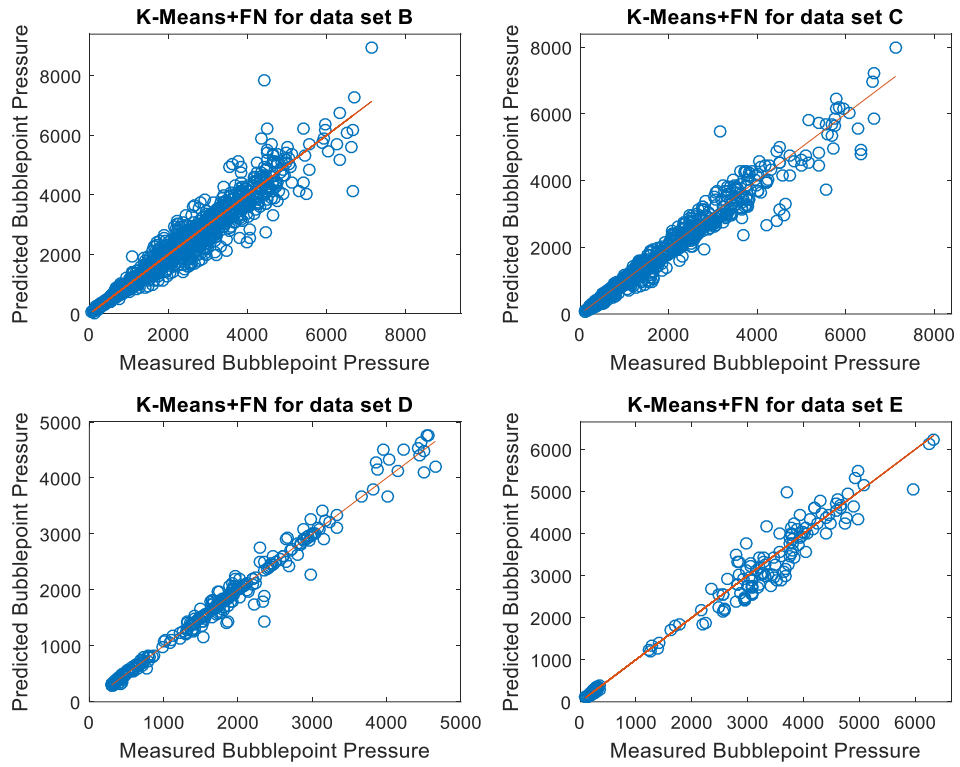 K-Means+FN for data set B
Predicted Bubblepoint Pressure
8000
6000
4000
2000
0
0 2000 4000 6000 8000
Measured Bubblepoint Pressure
K-Means+FN for data set C
Predicted Bubblepoint Pressure
8000
6000
4000
2000
0
0 2000 4000 6000 8000
Measured Bubblepoint Pressure
K-Means+FN for data set D
Predicted Bubblepoint Pressure
5000
4000
3000
2000
1000
0
0 1000 2000 3000 4000 5000
Measured Bubblepoint Pressure
K-Means+FN for data set E
Predicted Bubblepoint Pressure
6000
5000
4000
3000
2000
1000
0
0 1000 2000 3000 4000 5000 6000
Measured Bubblepoint Pressure